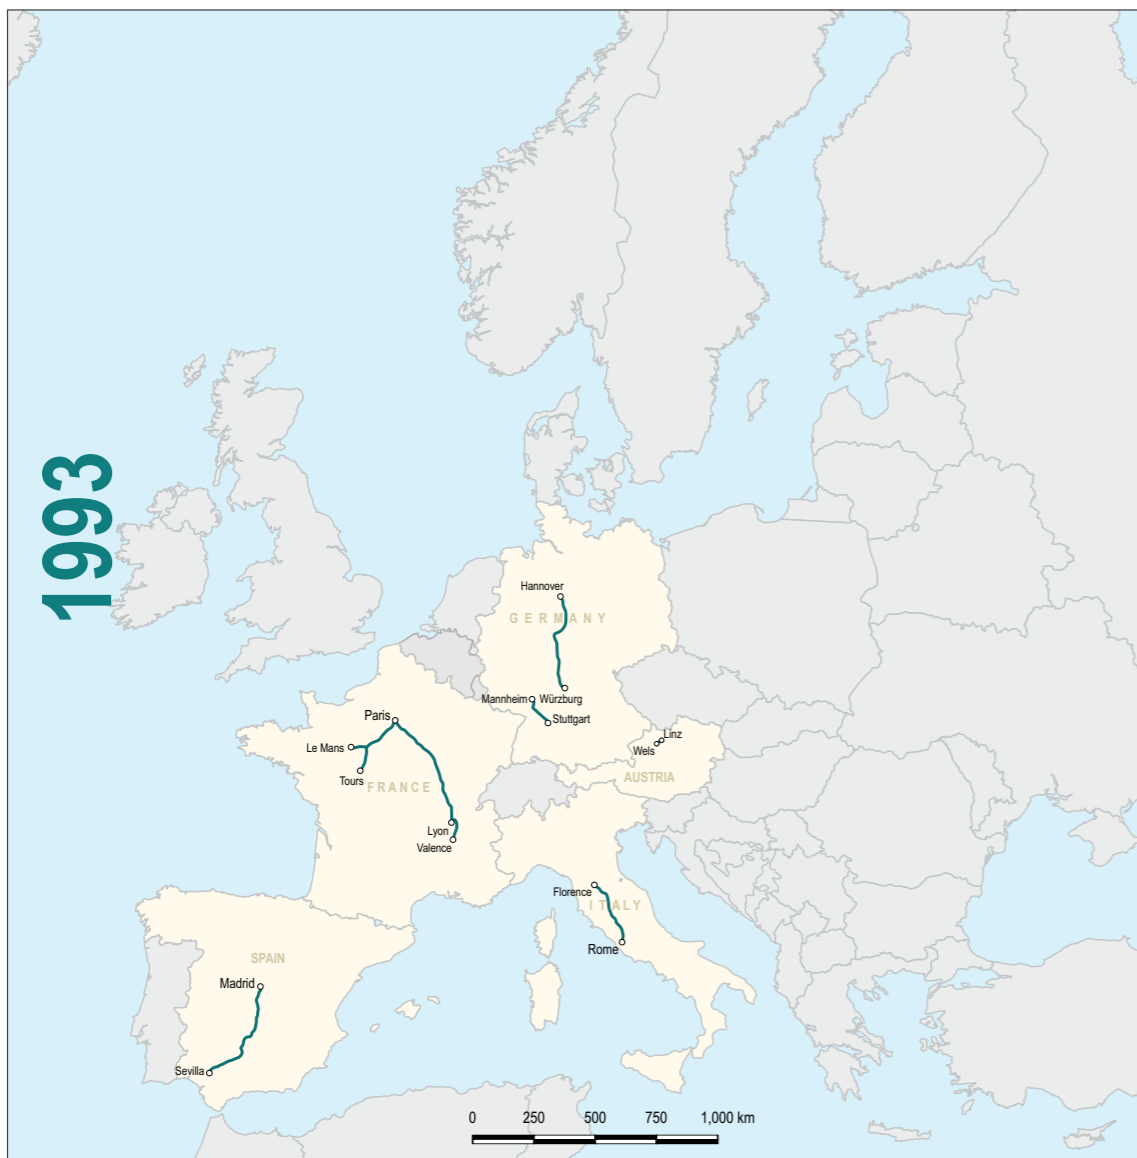 1993
Hannover
GERMANY
Mannheim
Würzburg
Stuttgart
Paris
Le Mans
Tours
FRANCE
Linz
Wels
AUSTRIA
Lyon
Valence
Florence
ITALY
Rome
SPAIN
Madrid
Sevilla
0 250 500 750 1,000 km